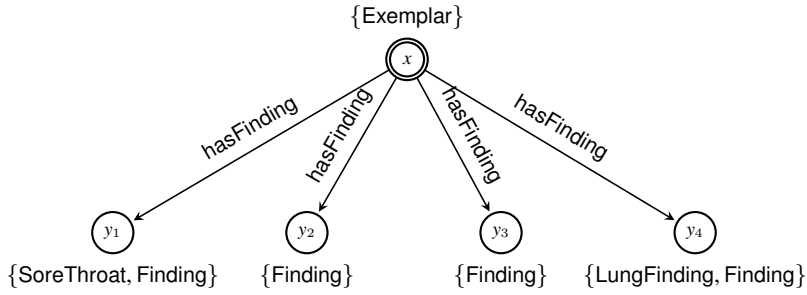 {Exemplar}
x
hasFinding
hasFinding
hasFinding
hasFinding
y₁
y₂
y₃
y₄
{SoreThroat, Finding}
{Finding}
{Finding}
{LungFinding, Finding}